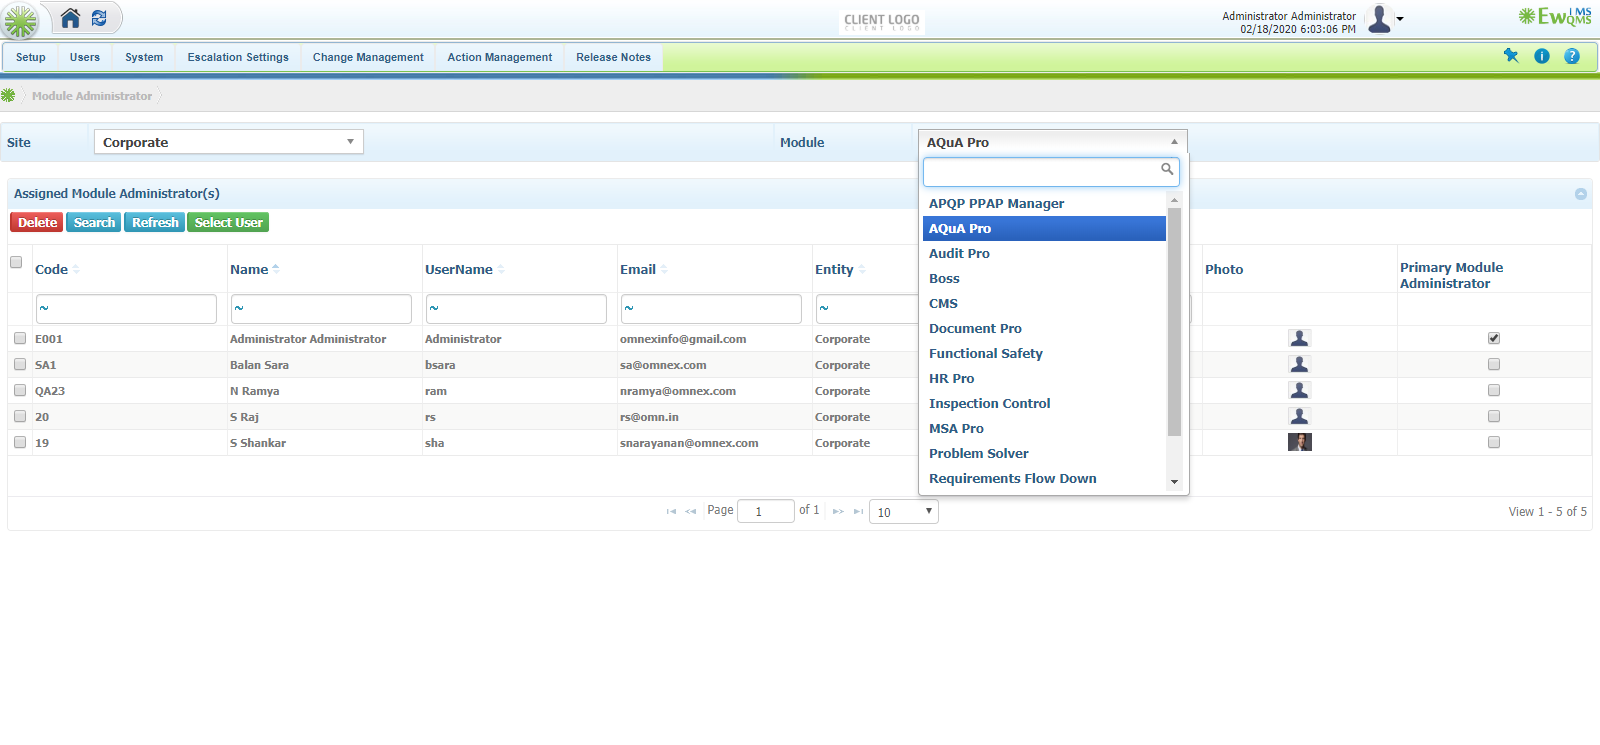 CLIENT LOGO
CLIENT LOGO
Administrator Administrator
02/18/2020 6:03:06 PM
EwIMS
QMS
Setup Users System Escalation Settings Change Management Action Management Release Notes
Module Administrator
Site Corporate Module AQuA Pro
Assigned Module Administrator(s)
Delete Search Refresh Select User
Code Name UserName Email Entity Photo Primary Module Administrator
~ ~ ~ ~ ~
E001 Administrator Administrator Administrator omnexinfo@gmail.com Corporate
SA1 Balan Sara bsara sa@omnex.com Corporate
QA23 N Ramya ram nramya@omnex.com Corporate
20 S Raj rs rs@omn.in Corporate
19 S Shankar sha snarayanan@omnex.com Corporate
APQP PPAP Manager
AQuA Pro
Audit Pro
Boss
CMS
Document Pro
Functional Safety
HR Pro
Inspection Control
MSA Pro
Problem Solver
Requirements Flow Down
Page 1 of 1 10 View 1 - 5 of 5